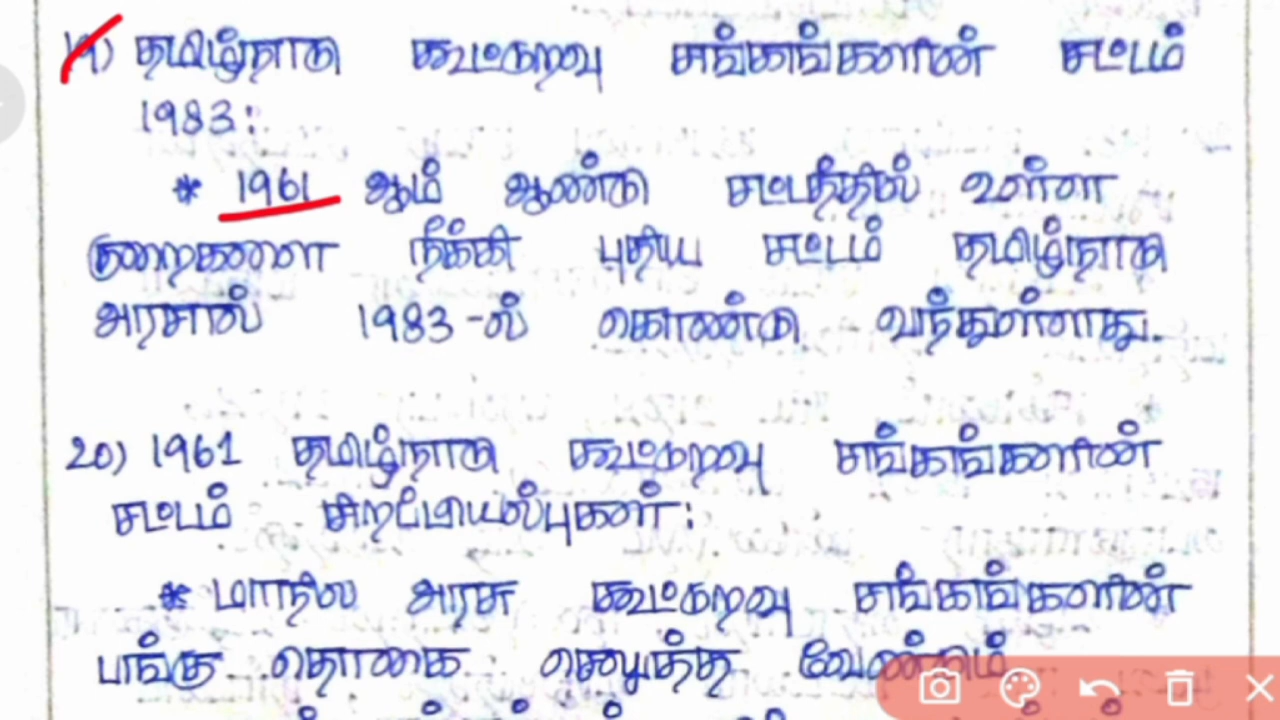 19) தமிழ்நாடு கூட்டுறவு சங்கங்களின் சட்டம்
1983:
* 1961 ஆம் ஆண்டு சட்டத்தில் உள்ள
குறைகளை நீக்கி புதிய சட்டம் தமிழ்நாடு
அரசால் 1983-ல் கொண்டு வந்துள்ளாது.
20) 1961 தமிழ்நாடு கூட்டுறவு சங்கங்களின்
சட்டம் சிறப்பியல்புகள்:
* மாநில அரசு கூட்டுறவு சங்கங்களின்
பங்கு தொகை செலுத்த வேண்டும்